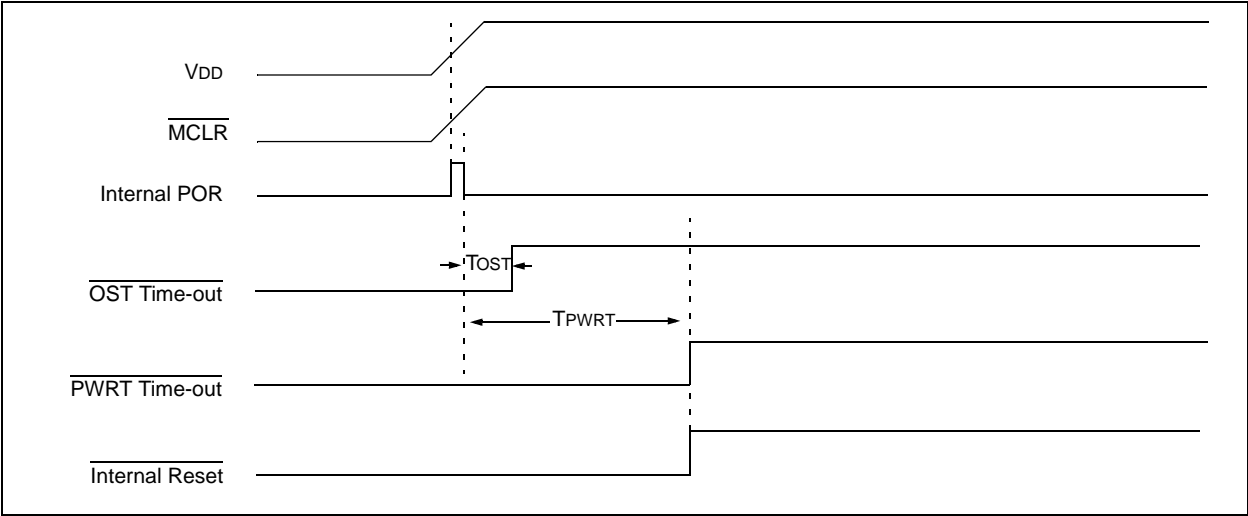 VDD
MCLR
Internal POR
TOST
OST Time-out
TPWRT
PWRT Time-out
Internal Reset